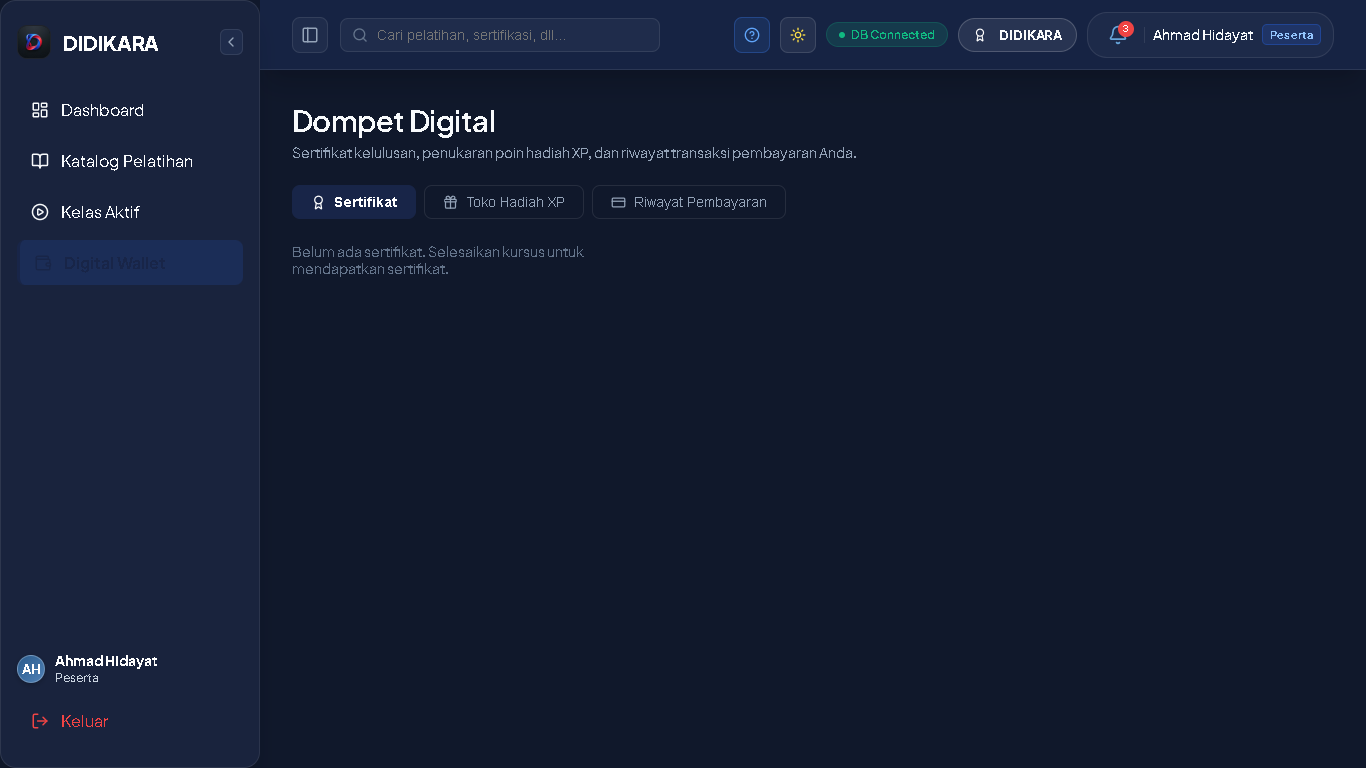 DIDIKARA
Dashboard
Katalog Pelatihan
Kelas Aktif
Digital Wallet
AH
Ahmad Hidayat
Peserta
Keluar
Cari pelatihan, sertifikasi, dll...
DB Connected
DIDIKARA
3
Ahmad Hidayat
Peserta
Dompet Digital
Sertifikat kelulusan, penukaran poin hadiah XP, dan riwayat transaksi pembayaran Anda.
Sertifikat
Toko Hadiah XP
Riwayat Pembayaran
Belum ada sertifikat. Selesaikan kursus untuk
mendapatkan sertifikat.